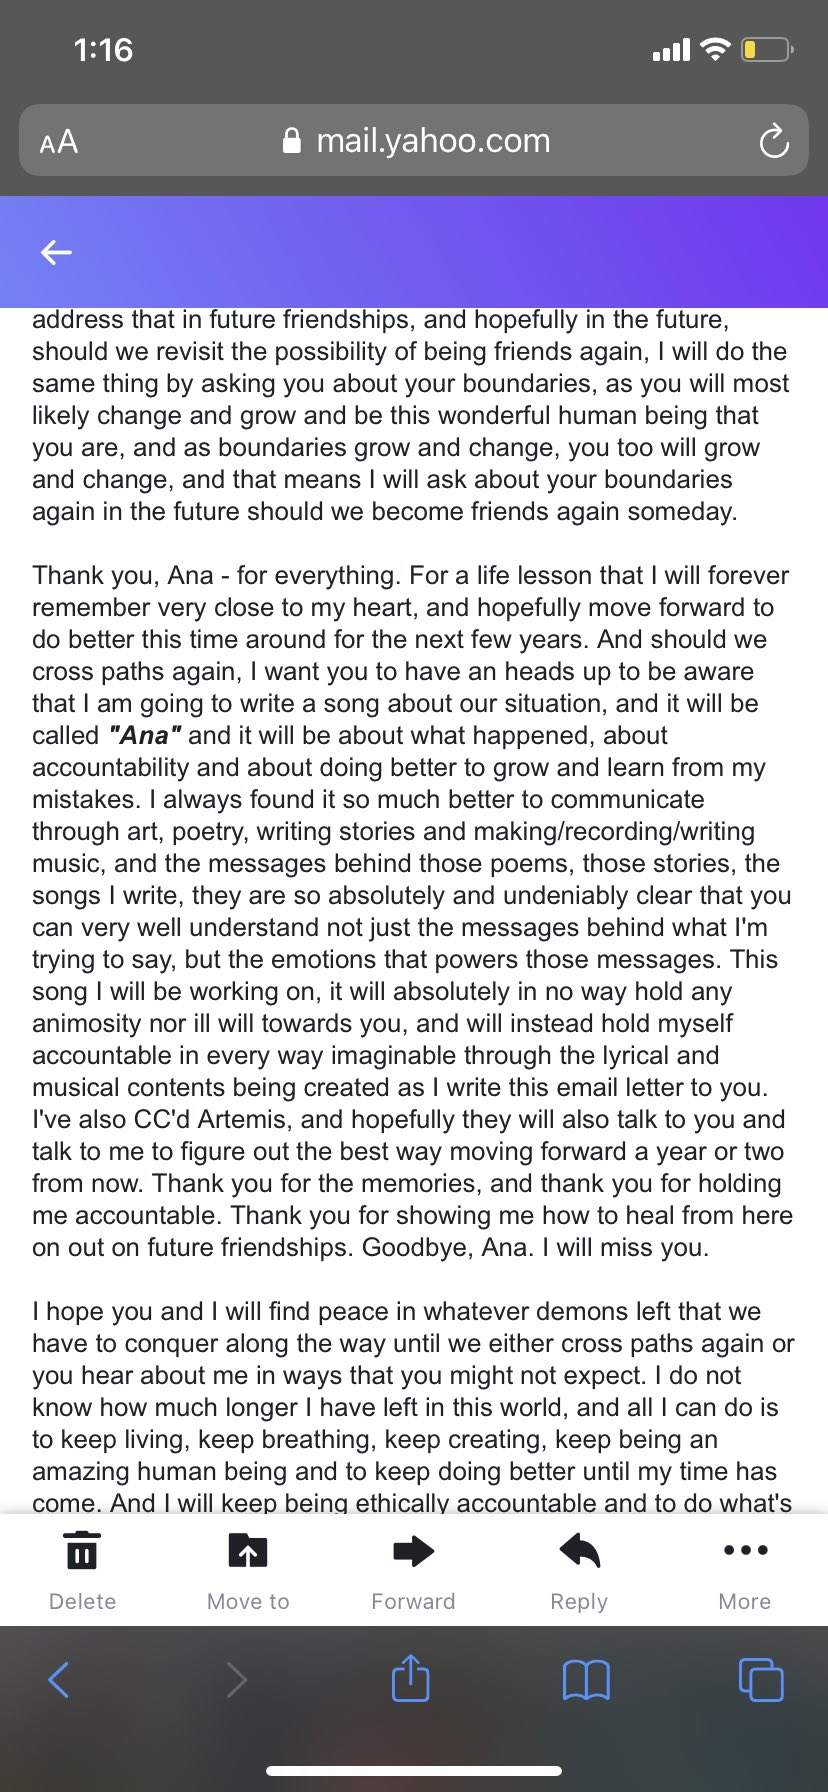 1:16
AA mail.yahoo.com
address that in future friendships, and hopefully in the future,
should we revisit the possibility of being friends again, I will do the
same thing by asking you about your boundaries, as you will most
likely change and grow and be this wonderful human being that
you are, and as boundaries grow and change, you too will grow
and change, and that means I will ask about your boundaries
again in the future should we become friends again someday.
Thank you, Ana - for everything. For a life lesson that I will forever
remember very close to my heart, and hopefully move forward to
do better this time around for the next few years. And should we
cross paths again, I want you to have an heads up to be aware
that I am going to write a song about our situation, and it will be
called "Ana" and it will be about what happened, about
accountability and about doing better to grow and learn from my
mistakes. I always found it so much better to communicate
through art, poetry, writing stories and making/recording/writing
music, and the messages behind those poems, those stories, the
songs I write, they are so absolutely and undeniably clear that you
can very well understand not just the messages behind what I'm
trying to say, but the emotions that powers those messages. This
song I will be working on, it will absolutely in no way hold any
animosity nor ill will towards you, and will instead hold myself
accountable in every way imaginable through the lyrical and
musical contents being created as I write this email letter to you.
I've also CC'd Artemis, and hopefully they will also talk to you and
talk to me to figure out the best way moving forward a year or two
from now. Thank you for the memories, and thank you for holding
me accountable. Thank you for showing me how to heal from here
on out on future friendships. Goodbye, Ana. I will miss you.
I hope you and I will find peace in whatever demons left that we
have to conquer along the way until we either cross paths again or
you hear about me in ways that you might not expect. I do not
know how much longer I have left in this world, and all I can do is
to keep living, keep breathing, keep creating, keep being an
amazing human being and to keep doing better until my time has
come. And I will keep being ethically accountable and to do what's
Delete Move to Forward Reply More